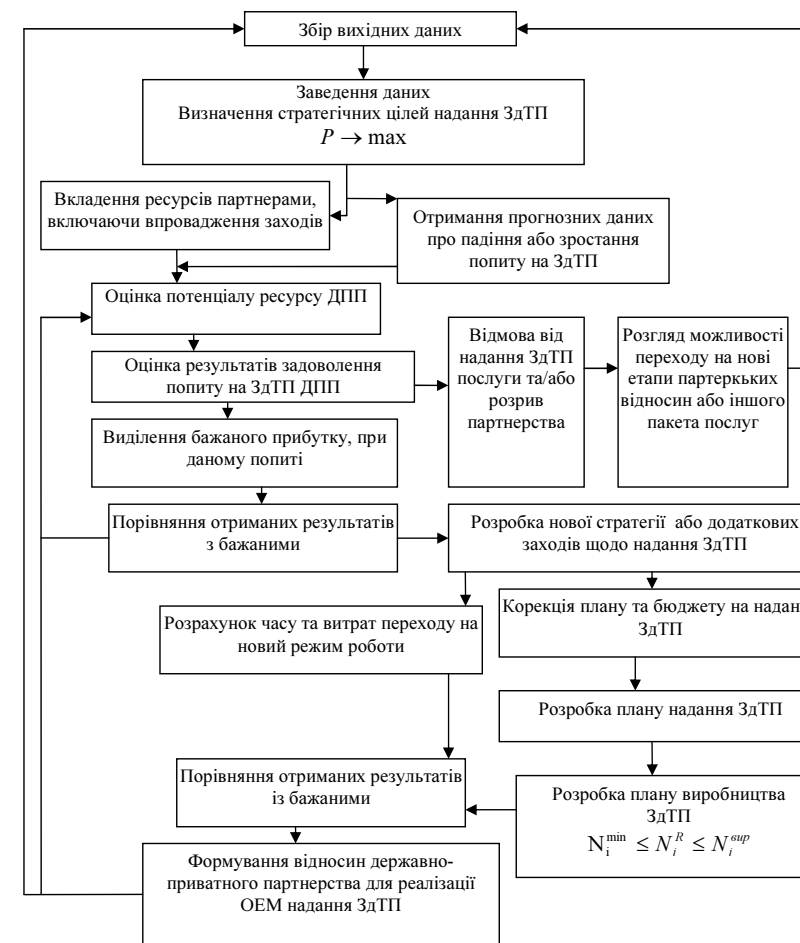 Збір вихідних даних
Заведення даних
Визначення стратегічних цілей надання ЗдТП
P → max
Вкладення ресурсів партнерами,
включаючи впровадження заходів
Отримання прогнозних даних
про падіння або зростання
попиту на ЗдТП
Оцінка потенціалу ресурсу ДПП
Оцінка результатів задоволення
попиту на ЗдТП ДПП
Відмова від
надання ЗдТП
послуги та/або
розрив
партнерства
Розгляд можливості
переходу на нові
етапи партеркьких
відносин або іншого
пакета послуг
Виділення бажаного прибутку, при
даному попиті
Порівняння отриманих результатів
з бажаними
Розробка нової стратегії або додаткових
заходів щодо надання ЗдТП
Розрахунок часу та витрат переходу на
новий режим роботи
Корекція плану та бюджету на надан
ЗдТП
Розробка плану надання ЗдТП
Порівняння отриманих результатів
із бажаними
Розробка плану виробництва
ЗдТП
N_i^min ≤ N_i^R ≤ N_i^вир
Формування відносин державно-
приватного партнерства для реалізації
ОЕМ надання ЗдТП